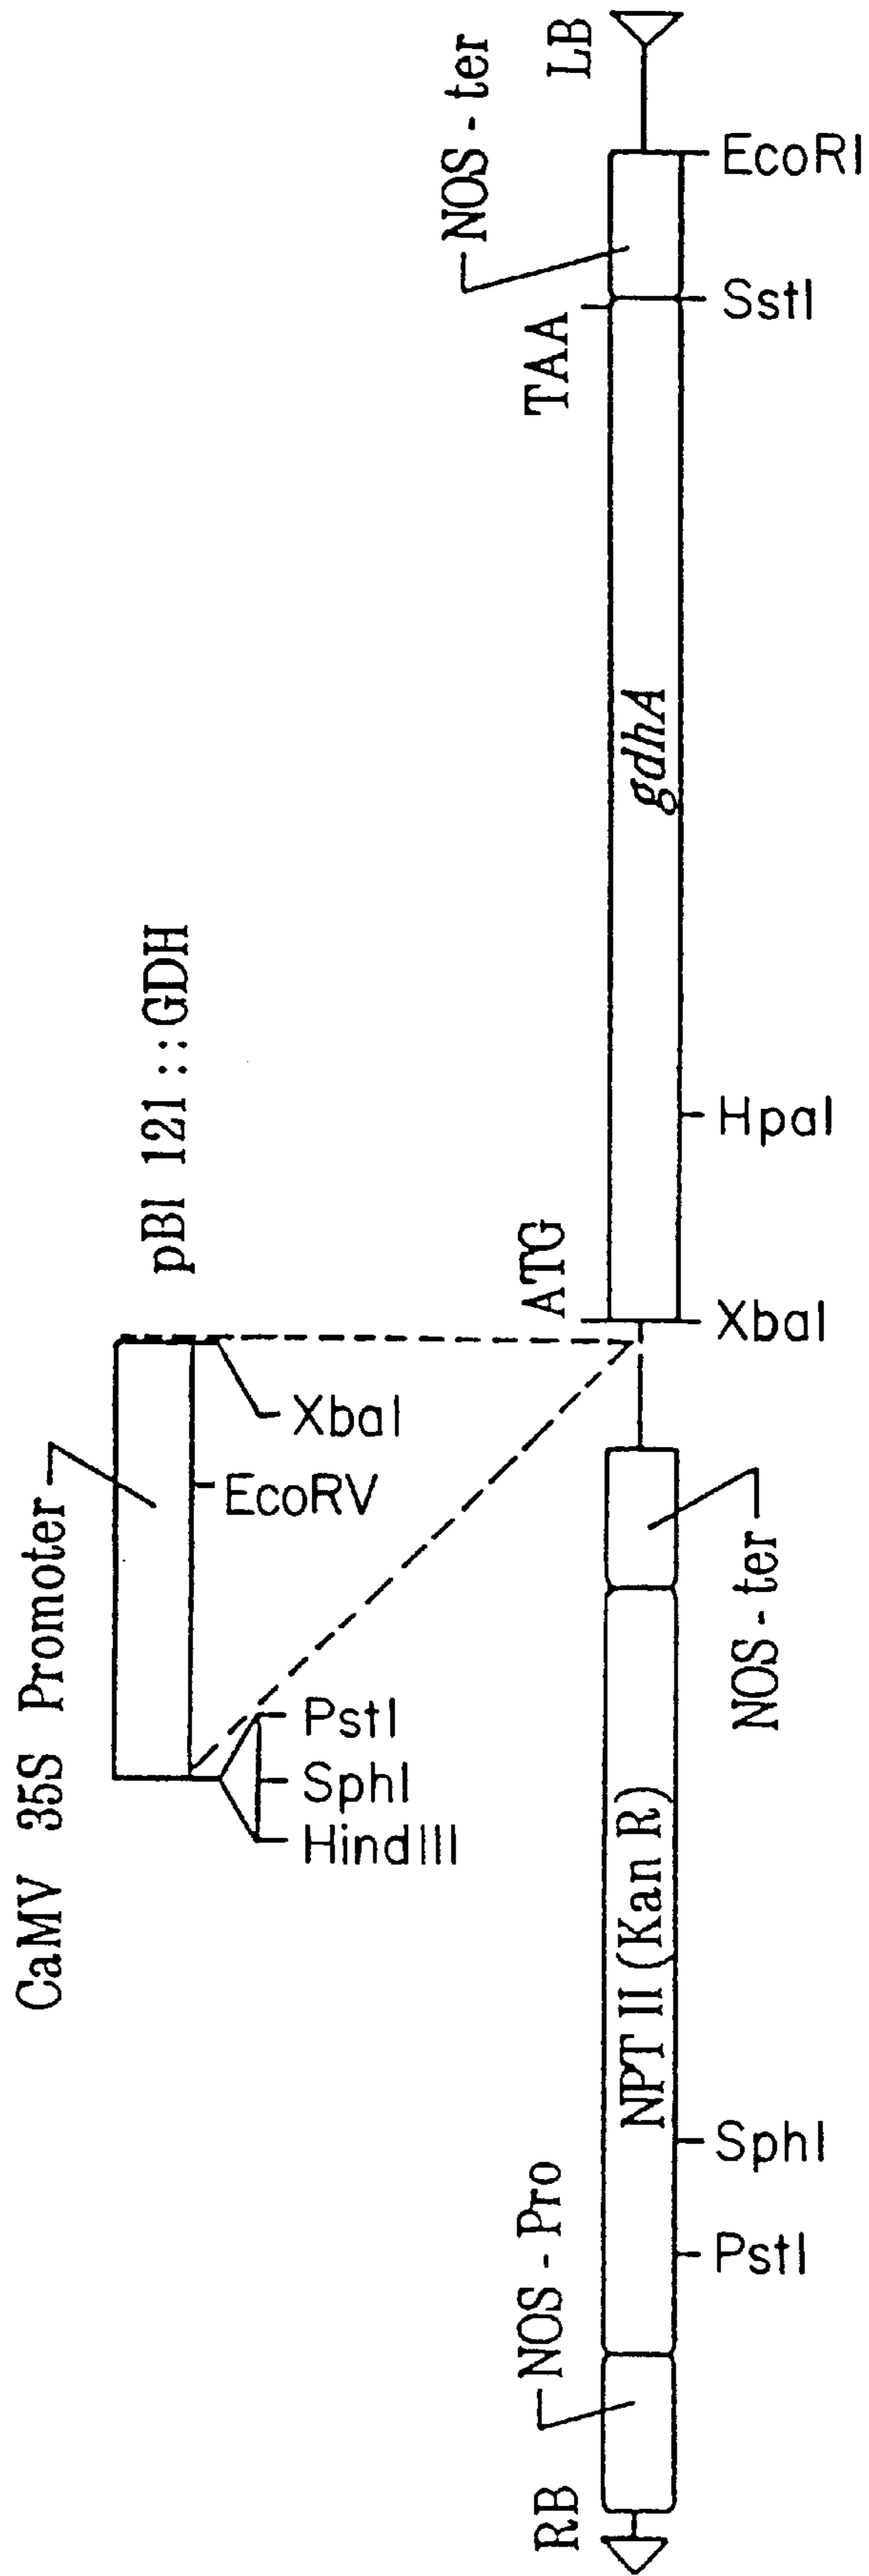 CaMV 35S Promoter
pBI 121::GDH
HindIII
SphI
PstI
EcoRV
XbaI
RB
NOS-Pro
ATG
TAA
NOS-ter
LB
NPT II (Kan R)
gdhA
PstI
SphI
NOS-ter
XbaI
HpaI
SstI
EcoRI